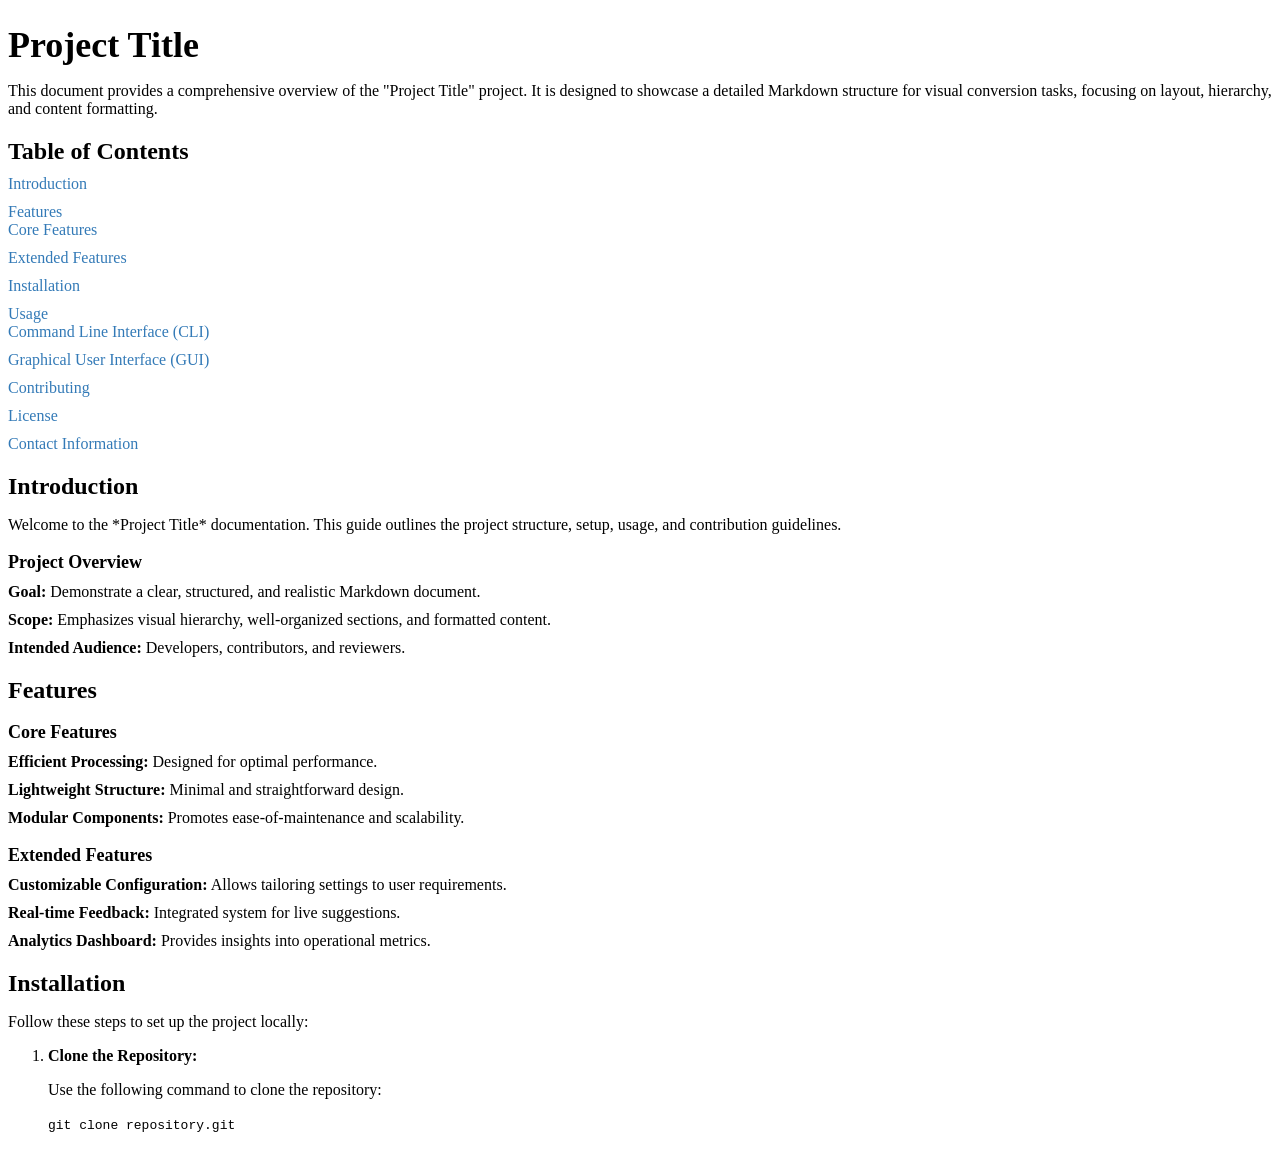 Project Title
This document provides a comprehensive overview of the "Project Title" project. It is designed to showcase a detailed Markdown structure for visual conversion tasks, focusing on layout, hierarchy,
and content formatting.
Table of Contents
Introduction
Features
Core Features
Extended Features
Installation
Usage
Command Line Interface (CLI)
Graphical User Interface (GUI)
Contributing
License
Contact Information
Introduction
Welcome to the *Project Title* documentation. This guide outlines the project structure, setup, usage, and contribution guidelines.
Project Overview
Goal: Demonstrate a clear, structured, and realistic Markdown document.
Scope: Emphasizes visual hierarchy, well-organized sections, and formatted content.
Intended Audience: Developers, contributors, and reviewers.
Features
Core Features
Efficient Processing: Designed for optimal performance.
Lightweight Structure: Minimal and straightforward design.
Modular Components: Promotes ease-of-maintenance and scalability.
Extended Features
Customizable Configuration: Allows tailoring settings to user requirements.
Real-time Feedback: Integrated system for live suggestions.
Analytics Dashboard: Provides insights into operational metrics.
Installation
Follow these steps to set up the project locally:
1. Clone the Repository:
Use the following command to clone the repository:
git clone repository.git